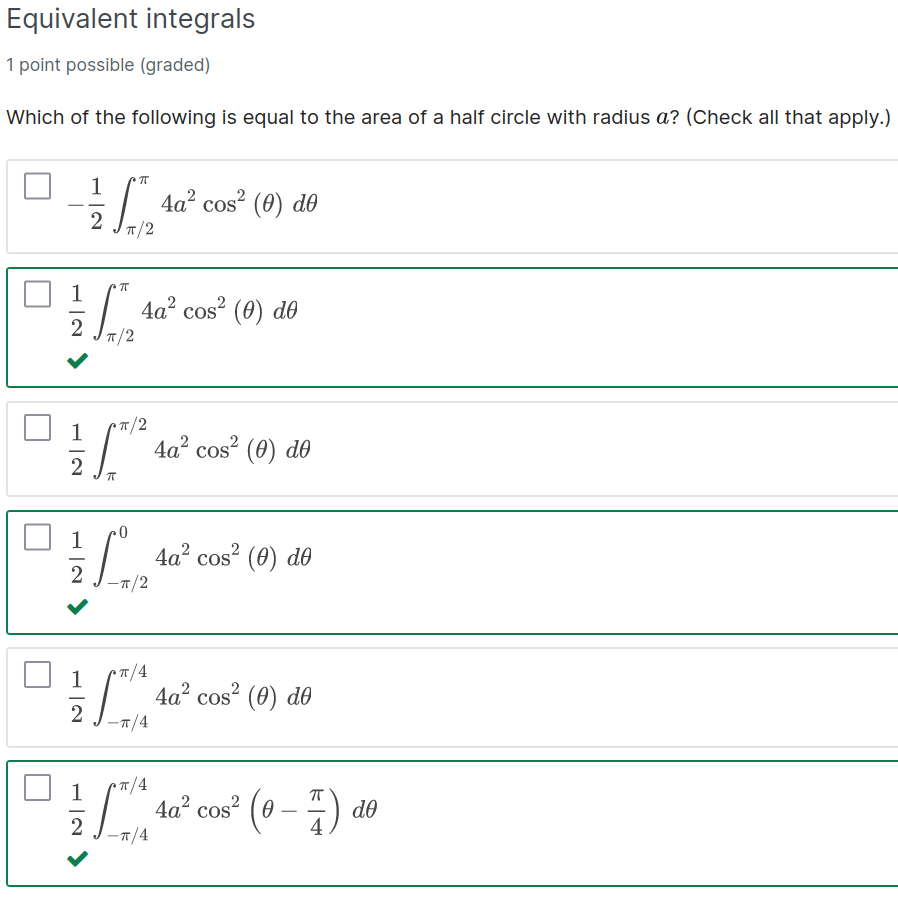 Equivalent integrals
1 point possible (graded)
Which of the following is equal to the area of a half circle with radius a? (Check all that apply.)
$-\frac{1}{2} \int_{\pi/2}^{\pi} 4a^2 \cos^2(\theta) \, d\theta$
$\frac{1}{2} \int_{\pi/2}^{\pi} 4a^2 \cos^2(\theta) \, d\theta$
$\frac{1}{2} \int_{\pi}^{\pi/2} 4a^2 \cos^2(\theta) \, d\theta$
$\frac{1}{2} \int_{-\pi/2}^{0} 4a^2 \cos^2(\theta) \, d\theta$
$\frac{1}{2} \int_{-\pi/4}^{\pi/4} 4a^2 \cos^2(\theta) \, d\theta$
$\frac{1}{2} \int_{-\pi/4}^{\pi/4} 4a^2 \cos^2\left(\theta - \frac{\pi}{4}\right) \, d\theta$